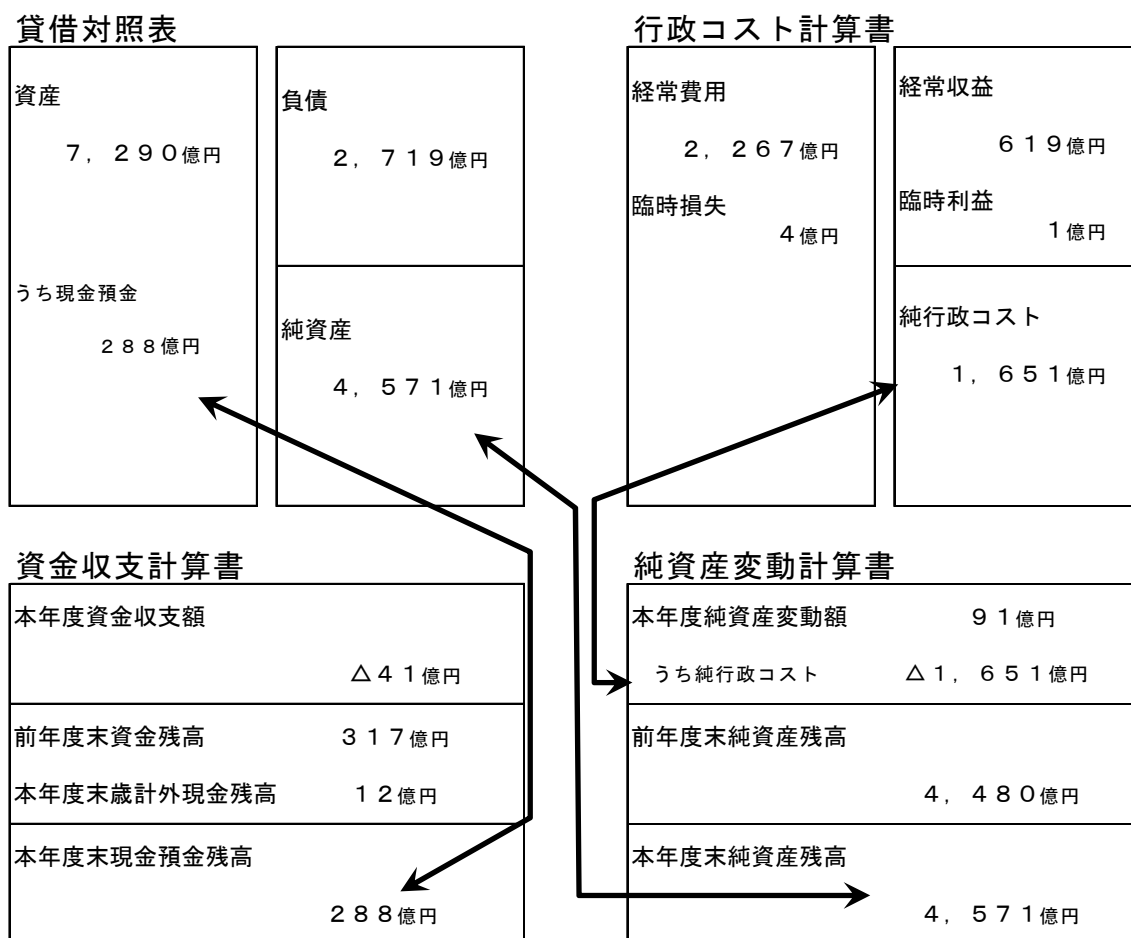 貸借対照表
資産
7，290億円
うち現金預金
288億円
負債
2，719億円
純資産
4，571億円
行政コスト計算書
経常費用
2，267億円
臨時損失
4億円
経常収益
619億円
臨時利益
1億円
純行政コスト
1，651億円
資金収支計算書
本年度資金収支額
△41億円
前年度末資金残高 317億円
本年度末歳計外現金残高 12億円
本年度末現金預金残高
288億円
純資産変動計算書
本年度純資産変動額 91億円
うち純行政コスト △1，651億円
前年度末純資産残高
4，480億円
本年度末純資産残高
4，571億円